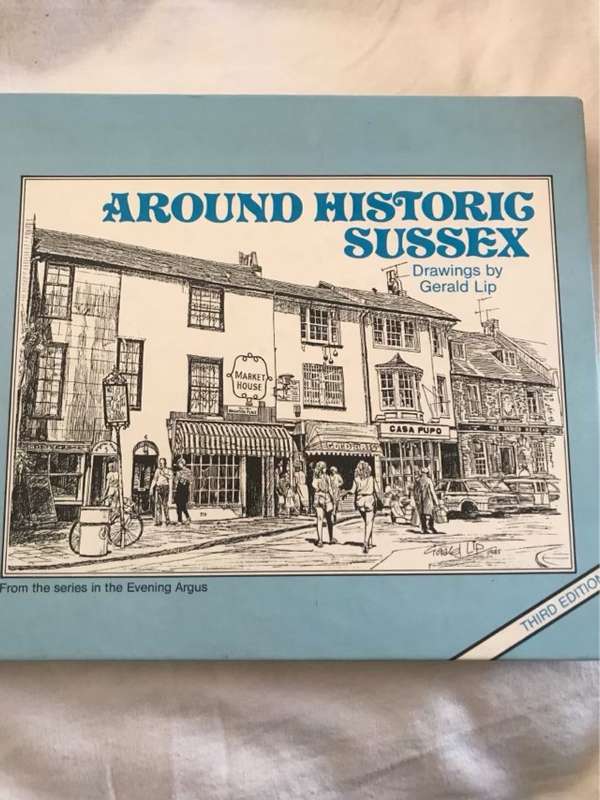 AROUND HISTORIC
SUSSEX
Drawings by
Gerald Lip
MARKET
HOUSE
CASA PUPO
From the series in the Evening Argus
THIRD EDITION